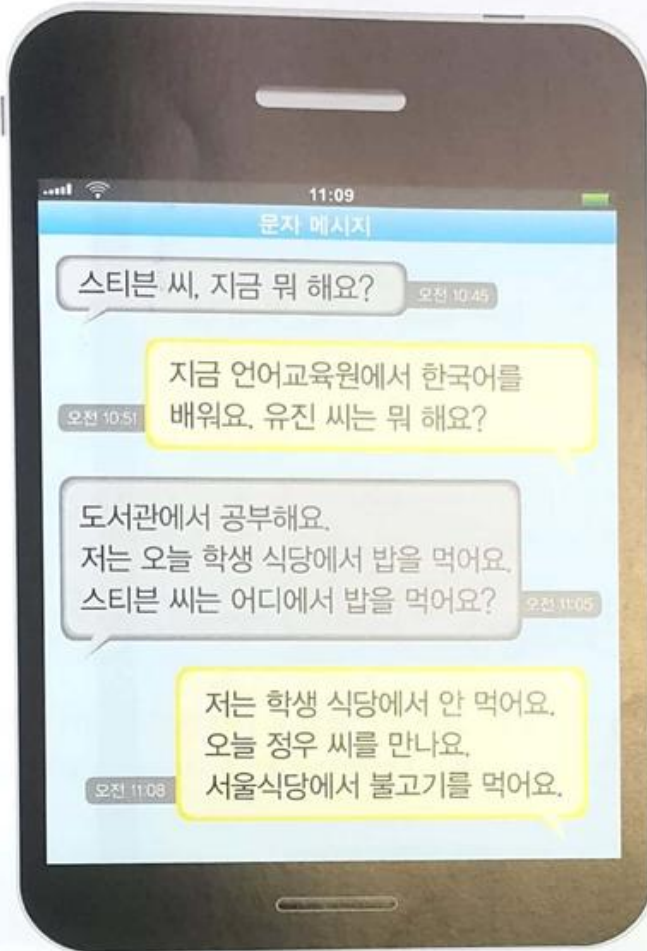 11:09
문자 메시지
스티븐 씨, 지금 뭐 해요?
오전 10:45
지금 언어교육원에서 한국어를
배워요. 유진 씨는 뭐 해요?
오전 10:51
도서관에서 공부해요.
저는 오늘 학생 식당에서 밥을 먹어요.
스티븐 씨는 어디에서 밥을 먹어요?
오전 11:05
저는 학생 식당에서 안 먹어요.
오늘 정우 씨를 만나요.
서울식당에서 불고기를 먹어요.
오전 11:08